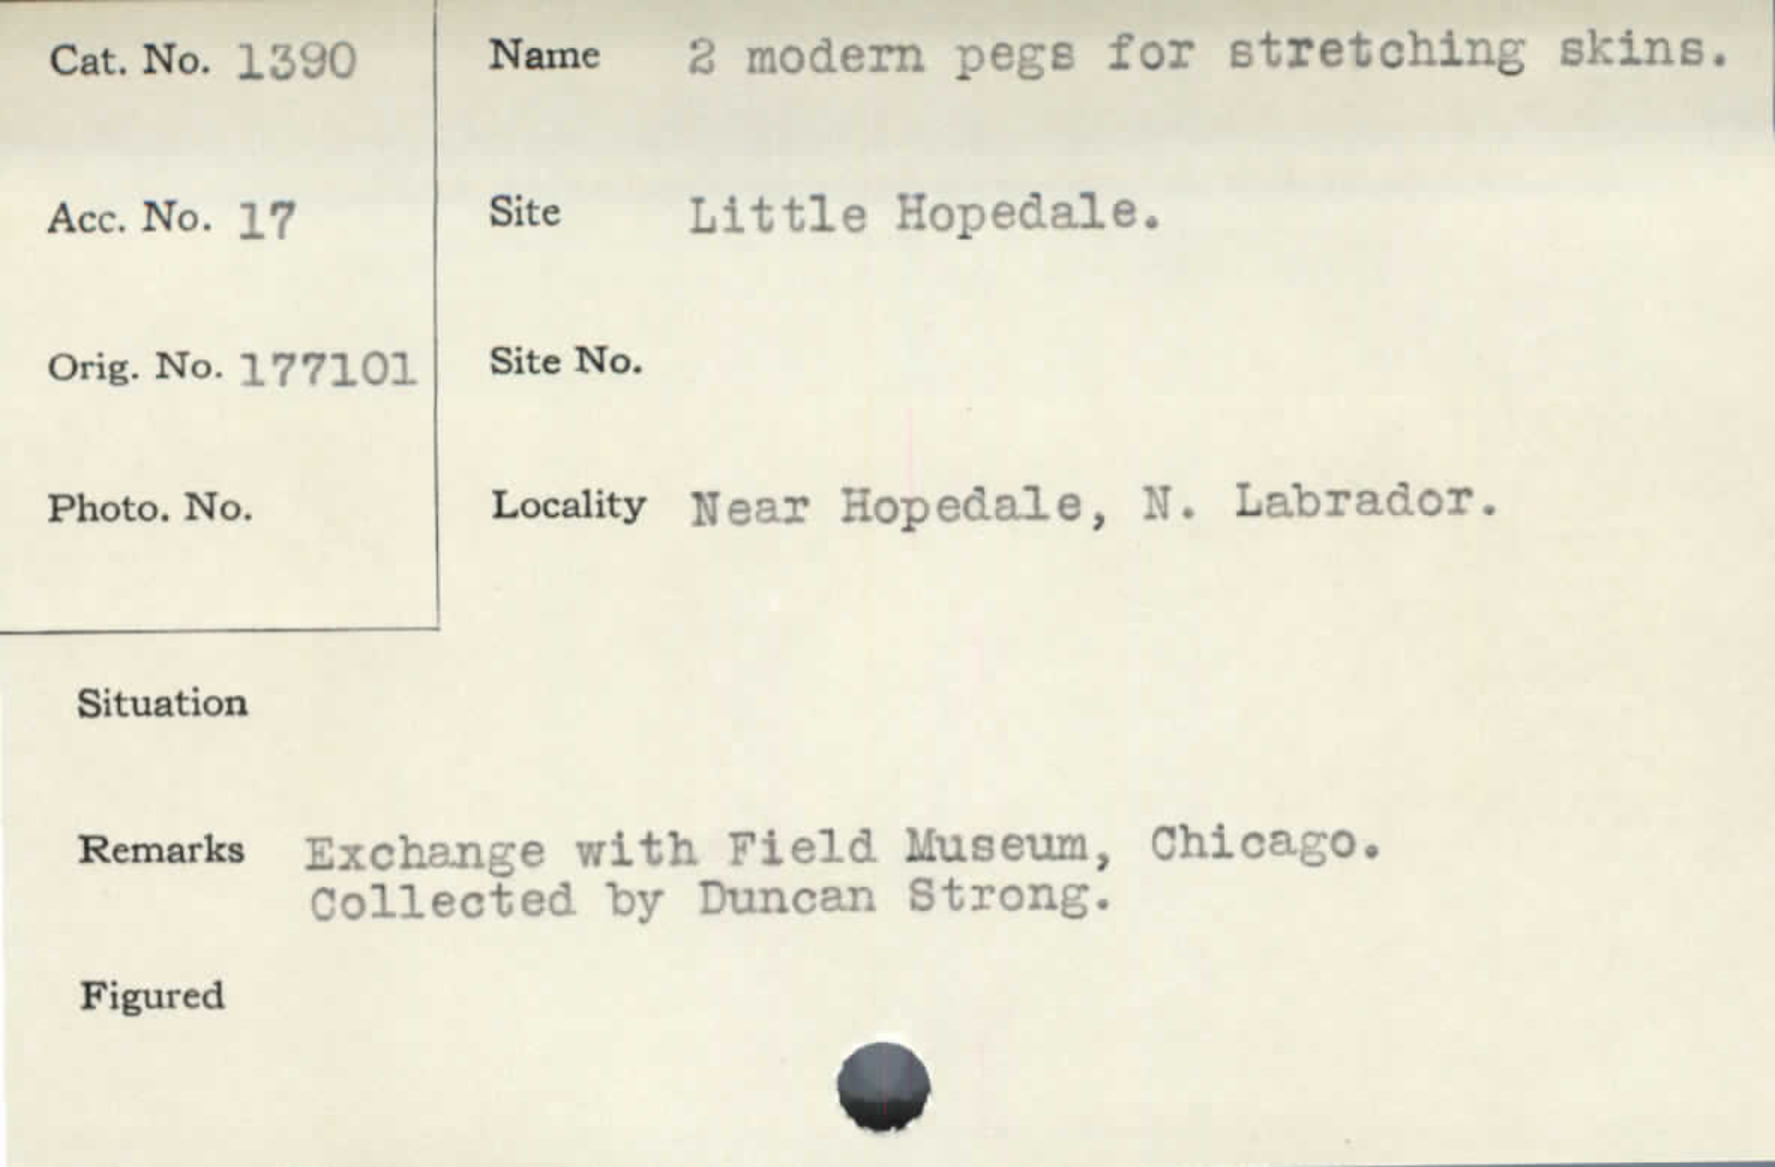 Cat. No. 1390
Name 2 modern pegs for stretching skins.
Acc. No. 17
Site Little Hopedale.
Orig. No. 177101
Site No.
Photo. No.
Locality Near Hopedale, N. Labrador.
Situation
Remarks Exchange with Field Museum, Chicago.
Collected by Duncan Strong.
Figured